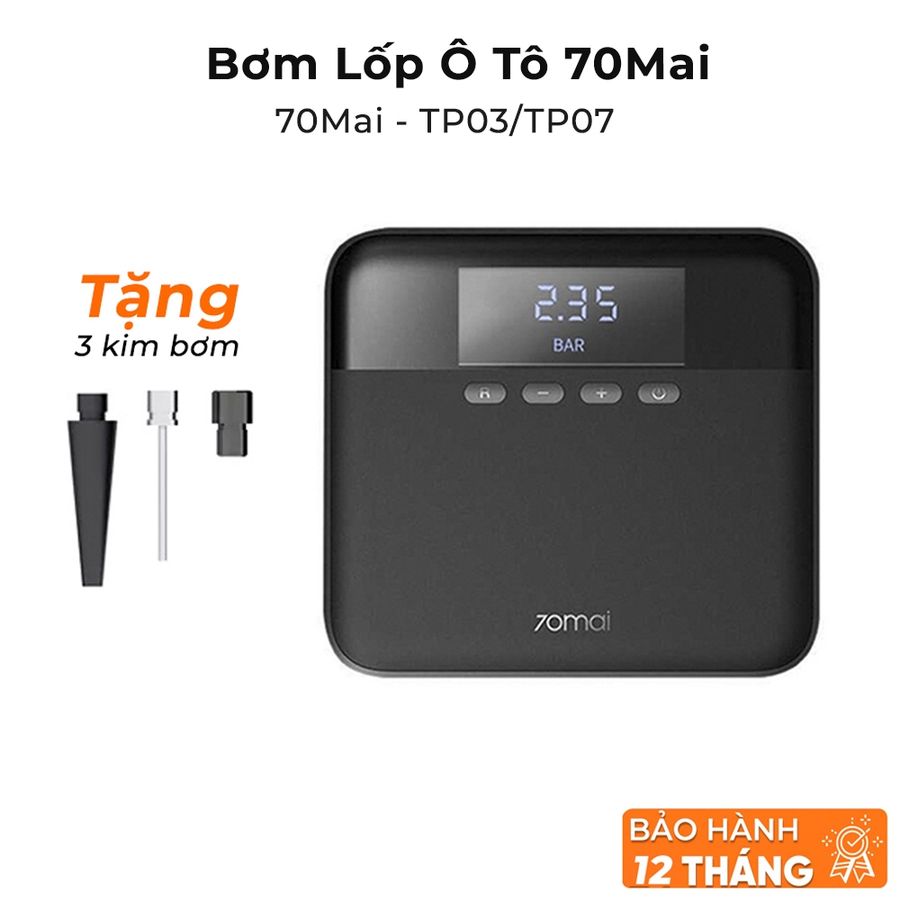 Bơm Lốp Ô Tô 70Mai
70Mai - TP03/TP07
Tặng
3 kim bơm
2.35
BAR
R
70mai
BẢO HÀNH
12 THÁNG